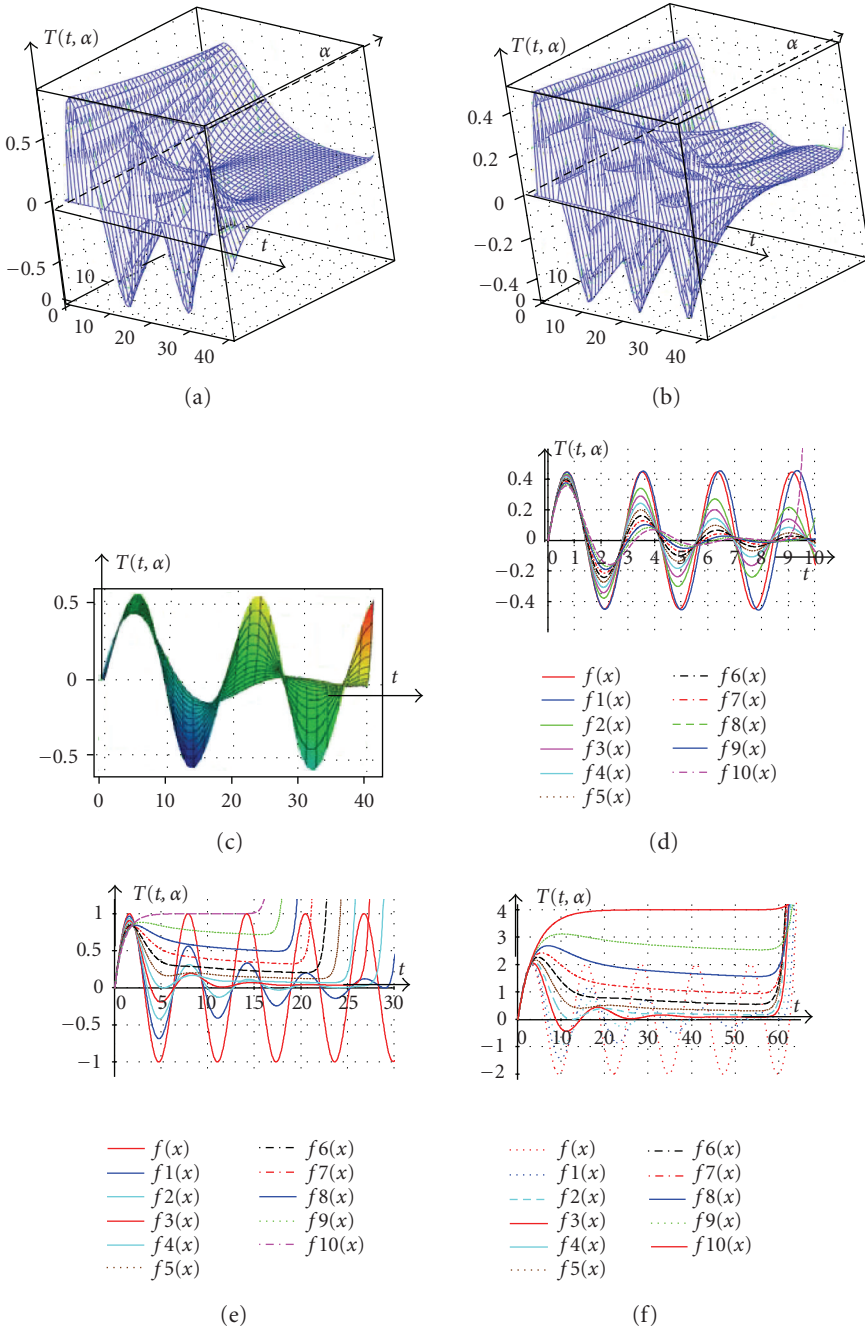 T(t, α)
α
0.5
0
−0.5
t
10
0
0
10
20
30
40
(a)
T(t, α)
α
0.4
0.2
0
−0.2
−0.4
t
10
0
0
10
20
30
40
(b)
T(t, α)
0.5
0
−0.5
t
0
10
20
30
40
(c)
T(t, α)
0.4
0.2
0
−0.2
−0.4
0 1 2 3 4 5 6 7 8 9 10
t
f(x)
f1(x)
f2(x)
f3(x)
f4(x)
f5(x)
f6(x)
f7(x)
f8(x)
f9(x)
f10(x)
(d)
T(t, α)
1
0.5
0
−0.5
−1
0 5 10 15 20 25 30
t
f(x)
f1(x)
f2(x)
f3(x)
f4(x)
f5(x)
f6(x)
f7(x)
f8(x)
f9(x)
f10(x)
(e)
T(t, α)
4
3
2
1
0
−1
−2
0 10 20 30 40 50 60
t
f(x)
f1(x)
f2(x)
f3(x)
f4(x)
f5(x)
f6(x)
f7(x)
f8(x)
f9(x)
f10(x)
(f)